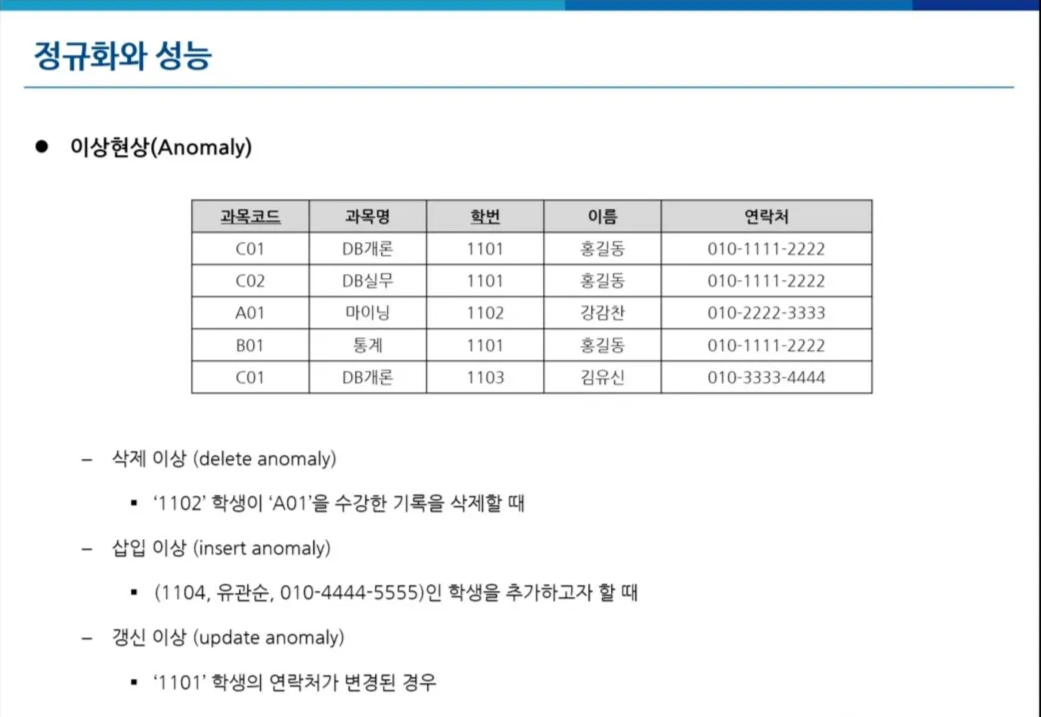 정규화와 성능
● 이상현상(Anomaly)
과목코드 과목명 학번 이름 연락처
C01 DB개론 1101 홍길동 010-1111-2222
C02 DB실무 1101 홍길동 010-1111-2222
A01 마이닝 1102 강감찬 010-2222-3333
B01 통계 1101 홍길동 010-1111-2222
C01 DB개론 1103 김유신 010-3333-4444
– 삭제 이상 (delete anomaly)
▪ ‘1102’ 학생이 ‘A01’을 수강한 기록을 삭제할 때
– 삽입 이상 (insert anomaly)
▪ (1104, 유관순, 010-4444-5555)인 학생을 추가하고자 할 때
– 갱신 이상 (update anomaly)
▪ ‘1101’ 학생의 연락처가 변경된 경우